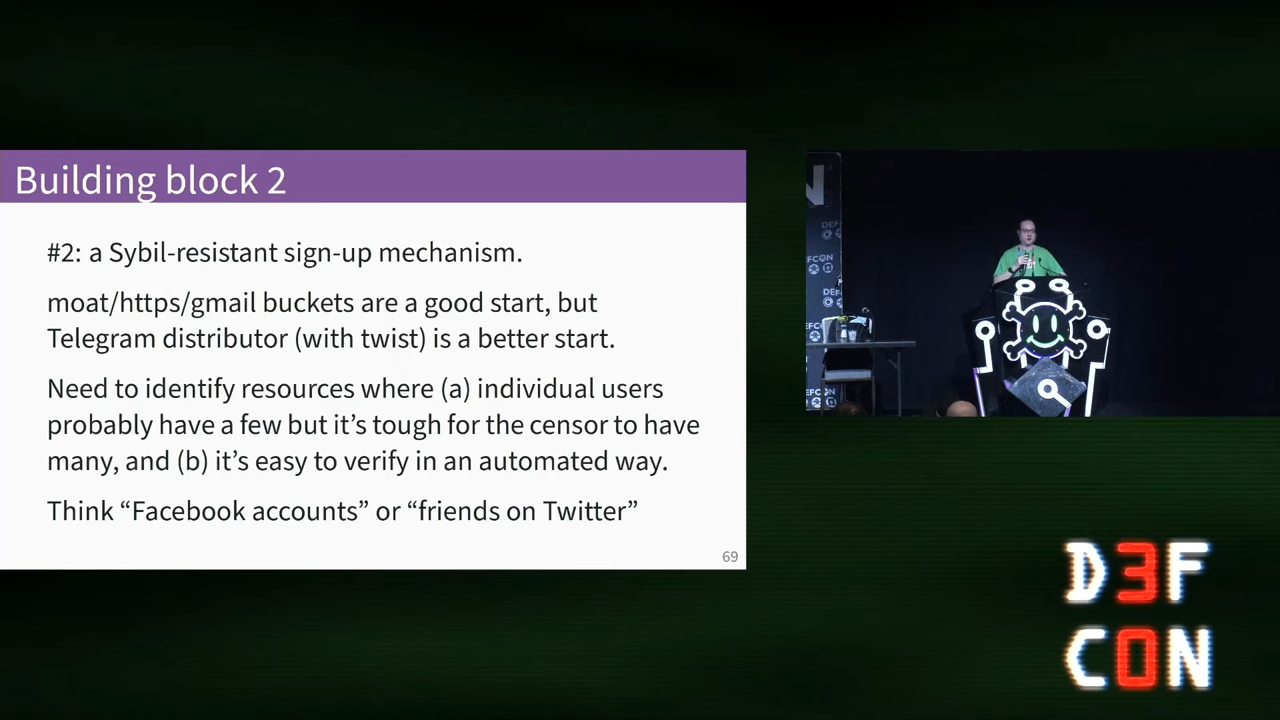 Building block 2
#2: a Sybil-resistant sign-up mechanism.
moat/https/gmail buckets are a good start, but
Telegram distributor (with twist) is a better start.
Need to identify resources where (a) individual users
probably have a few but it’s tough for the censor to have
many, and (b) it’s easy to verify in an automated way.
Think “Facebook accounts” or “friends on Twitter”
69
N
D3F
C0N